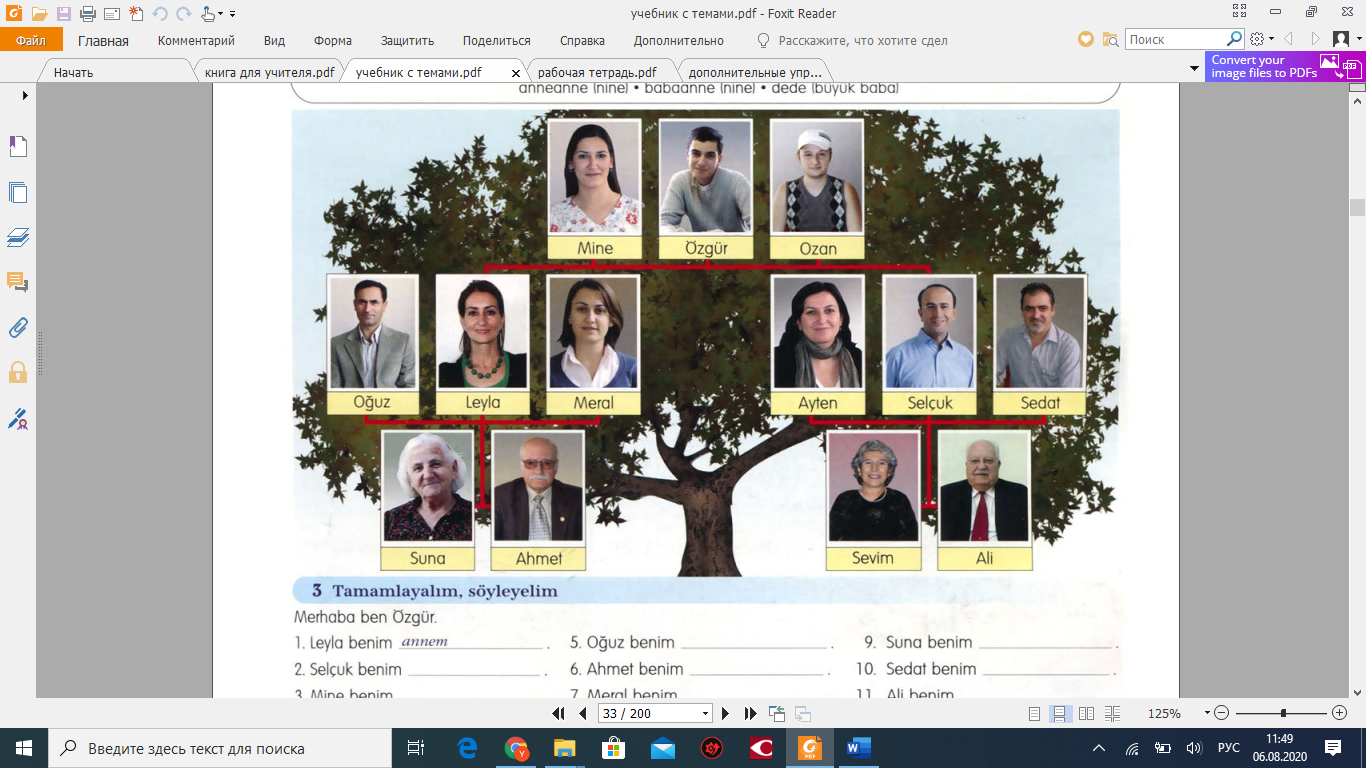 учебник с темами.pdf - Foxit Reader
Файл Главная Комментарий Вид Форма Защитить Поделиться Справка Дополнительно Расскажите, что хотите сдел Поиск
Начать книга для учителя.pdf учебник с темами.pdf рабочая тетрадь.pdf дополнительные упр...
Convert your
image files to PDFs
anneanne (nine) • babaanne (nine) • dede (büyük baba)
Mine Özgür Ozan
Oğuz Leyla Meral Ayten Selçuk Sedat
Suna Ahmet Sevim Ali
3 Tamamlayalım, söyleyelim
Merhaba ben Özgür.
1. Leyla benim annem . 5. Oğuz benim ____________ . 9. Suna benim ____________ .
2. Selçuk benim ____________ . 6. Ahmet benim ____________ . 10. Sedat benim ____________ .
3. Mine benim 7. Meral benim 11. Ali benim
33 / 200 125%
Введите здесь текст для поиска РУС 11:49
06.08.2020